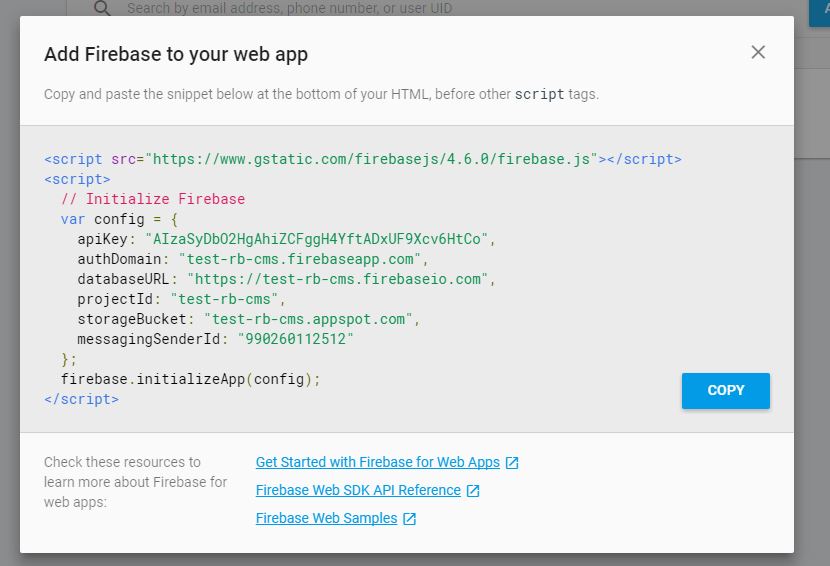 Search by email address, phone number, or user UID
Add Firebase to your web app
Copy and paste the snippet below at the bottom of your HTML, before other script tags.
<script src="https://www.gstatic.com/firebasejs/4.6.0/firebase.js"></script>
<script>
  // Initialize Firebase
  var config = {
    apiKey: "AIzaSyDbO2HgAhiZCFggH4YftADxUF9Xcv6HtCo",
    authDomain: "test-rb-cms.firebaseapp.com",
    databaseURL: "https://test-rb-cms.firebaseio.com",
    projectId: "test-rb-cms",
    storageBucket: "test-rb-cms.appspot.com",
    messagingSenderId: "990260112512"
  };
  firebase.initializeApp(config);
</script>
COPY
Check these resources to
learn more about Firebase for
web apps:
Get Started with Firebase for Web Apps
Firebase Web SDK API Reference
Firebase Web Samples